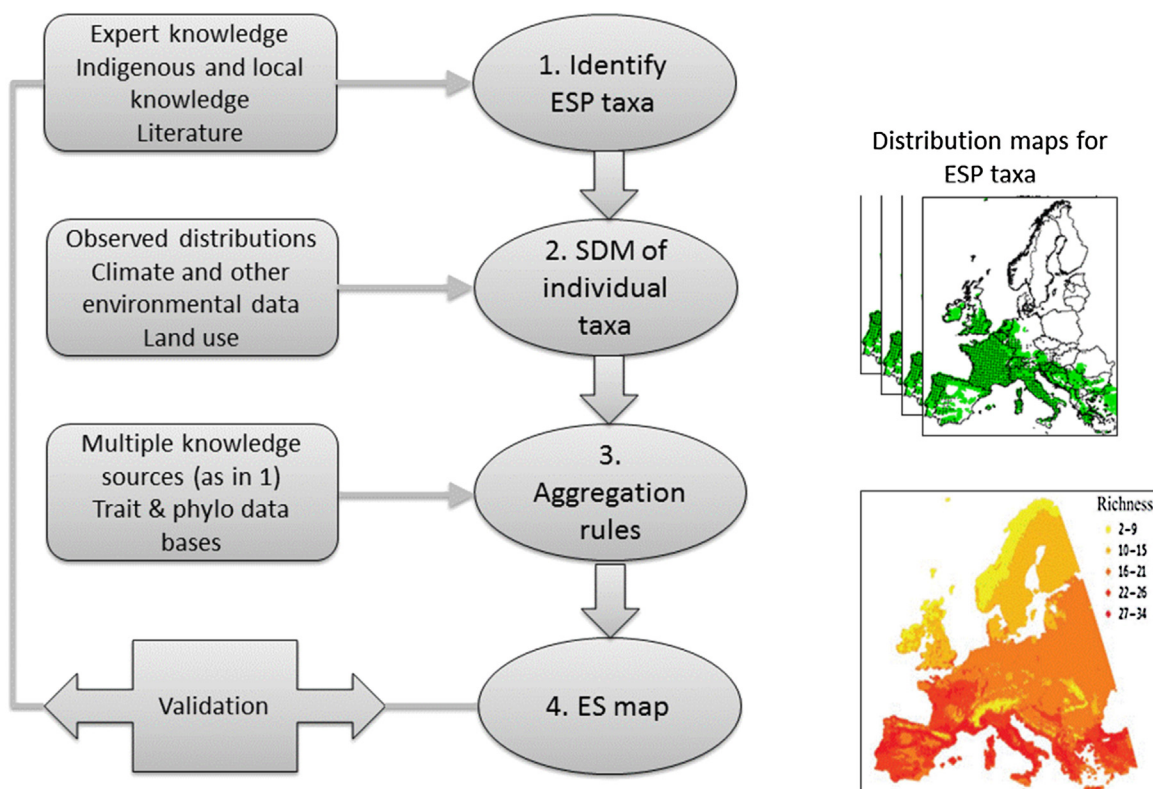 Expert knowledge
Indigenous and local
knowledge
Literature
1. Identify
ESP taxa
Observed distributions
Climate and other
environmental data
Land use
2. SDM of
individual
taxa
Multiple knowledge
sources (as in 1)
Trait & phylo data
bases
3.
Aggregation
rules
Validation
4. ES map
Distribution maps for
ESP taxa
Richness
2–9
10–15
16–21
22–26
27–34